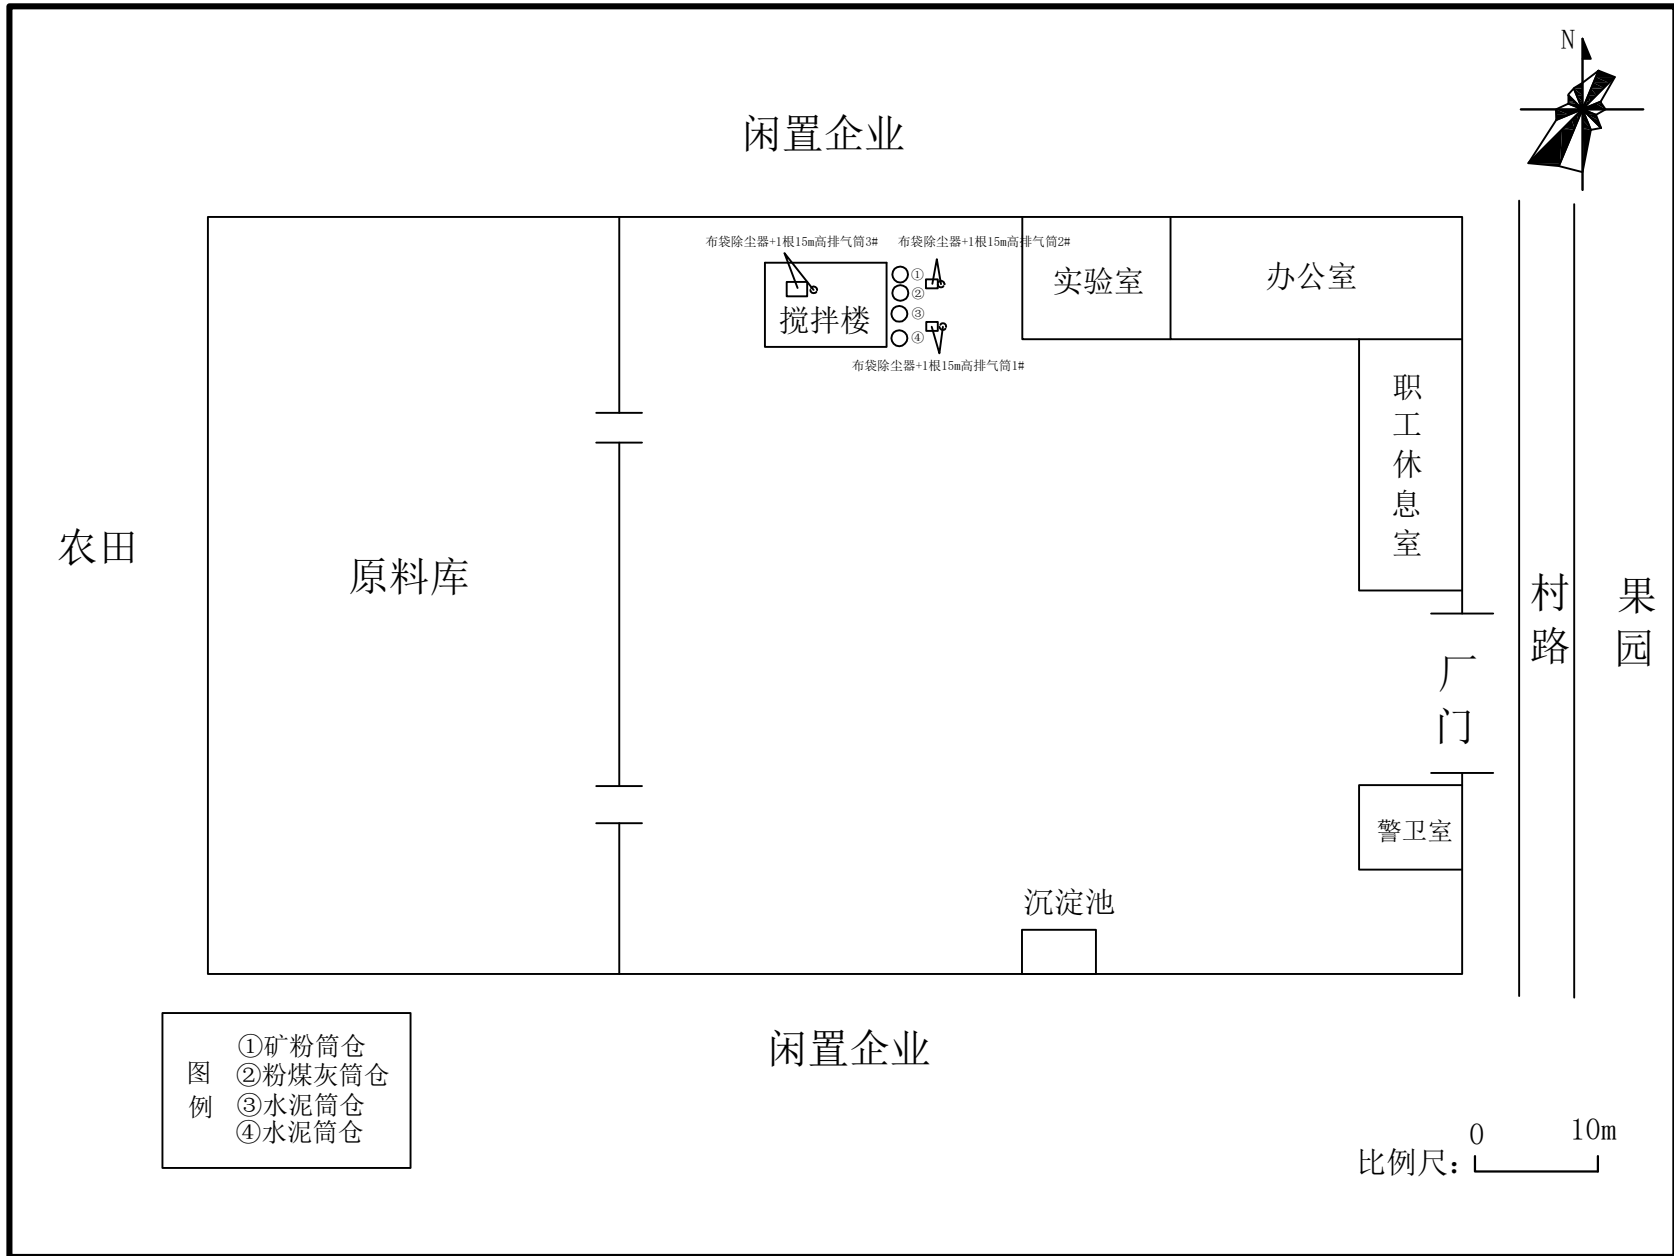 N
闲置企业
布袋除尘器+1根15m高排气筒3#
布袋除尘器+1根15m高排气筒2#
①
②
③
④
搅拌楼
布袋除尘器+1根15m高排气筒1#
实验室
办公室
职工休息室
农田
原料库
村路
果园
厂门
警卫室
沉淀池
闲置企业
图例
①矿粉筒仓
②粉煤灰筒仓
③水泥筒仓
④水泥筒仓
比例尺：
0
10m